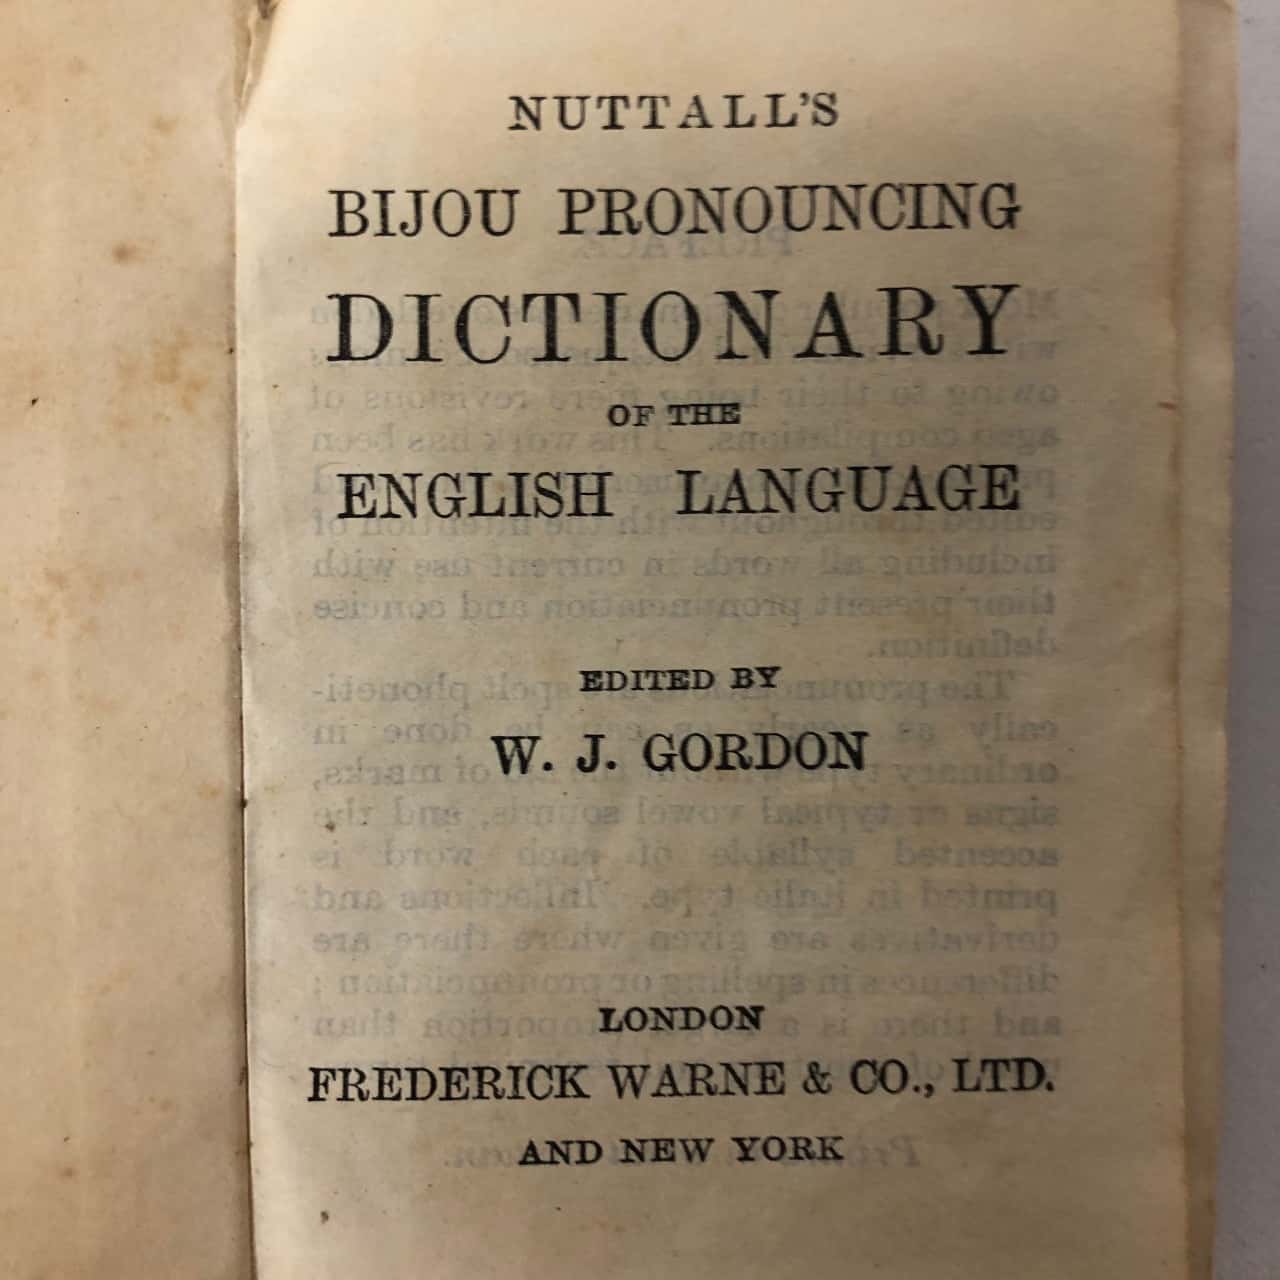 NUTTALL'S
BIJOU PRONOUNCING
DICTIONARY
OF THE
ENGLISH LANGUAGE
EDITED BY
W. J. GORDON
LONDON
FREDERICK WARNE & CO., LTD.
AND NEW YORK